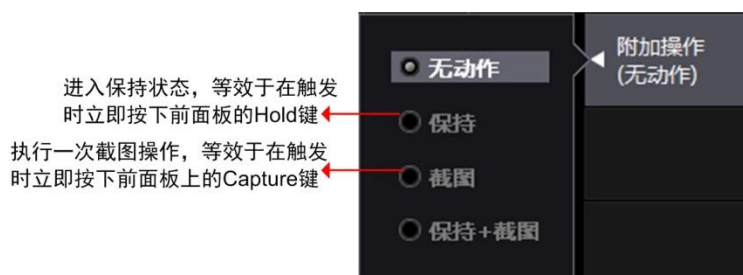 进入保持状态，等效于在触发
时立即按下前面板的Hold键
执行一次截图操作，等效于在触发
时立即按下前面板上的Capture键
无动作
保持
截图
保持+截图
附加操作
(无动作)